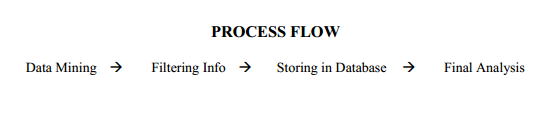 PROCESS FLOW
Data Mining → Filtering Info → Storing in Database → Final Analysis